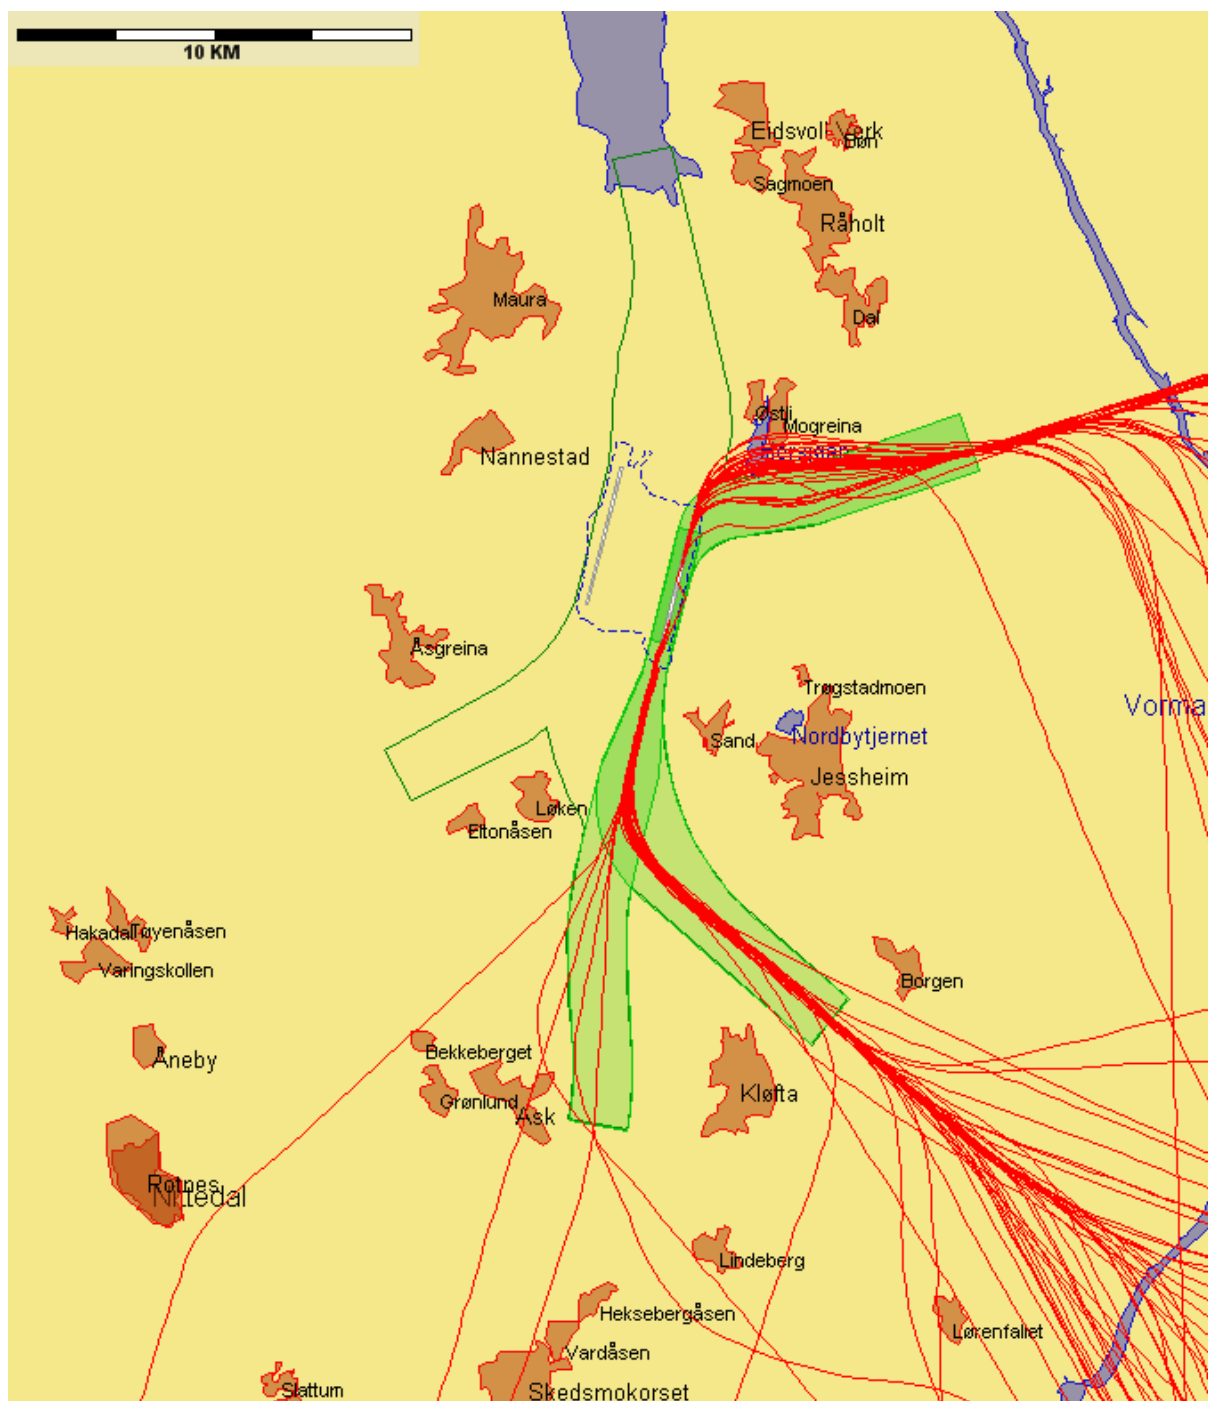 10 KM
Eidsvoll Verk
Bøn
Sagmoen
Råholt
Maura
Dal
Østli
Mogreina
Nannestad
Åsgreina
Trøgstadmoen
Vorma
Sand
Nordbytjernet
Jessheim
Løken
Eltonåsen
Hakadal
Tøyenåsen
Varingskollen
Borgen
Åneby
Bekkeberget
Grønlund
Ask
Kløfta
Rotnes
Nittedal
Lindeberg
Heksebergåsen
Lørenfallet
Vardåsen
Slattum
Skedsmokorset